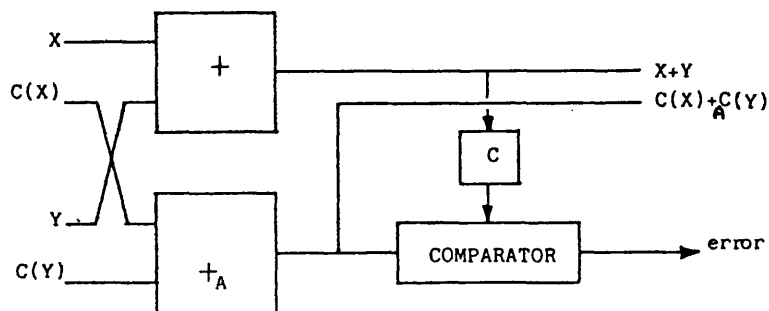 X
+
X+Y
C(X)
C(X)+AC(Y)
C
Y
COMPARATOR
error
C(Y)
+A